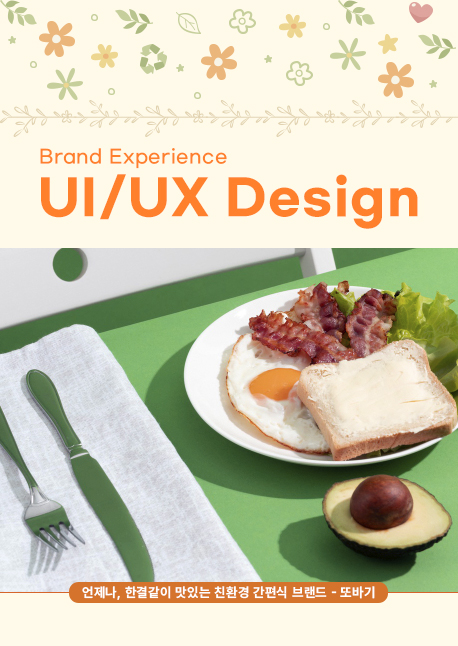 Brand Experience
UI/UX Design
언제나, 한결같이 맛있는 친환경 간편식 브랜드 - 또바기